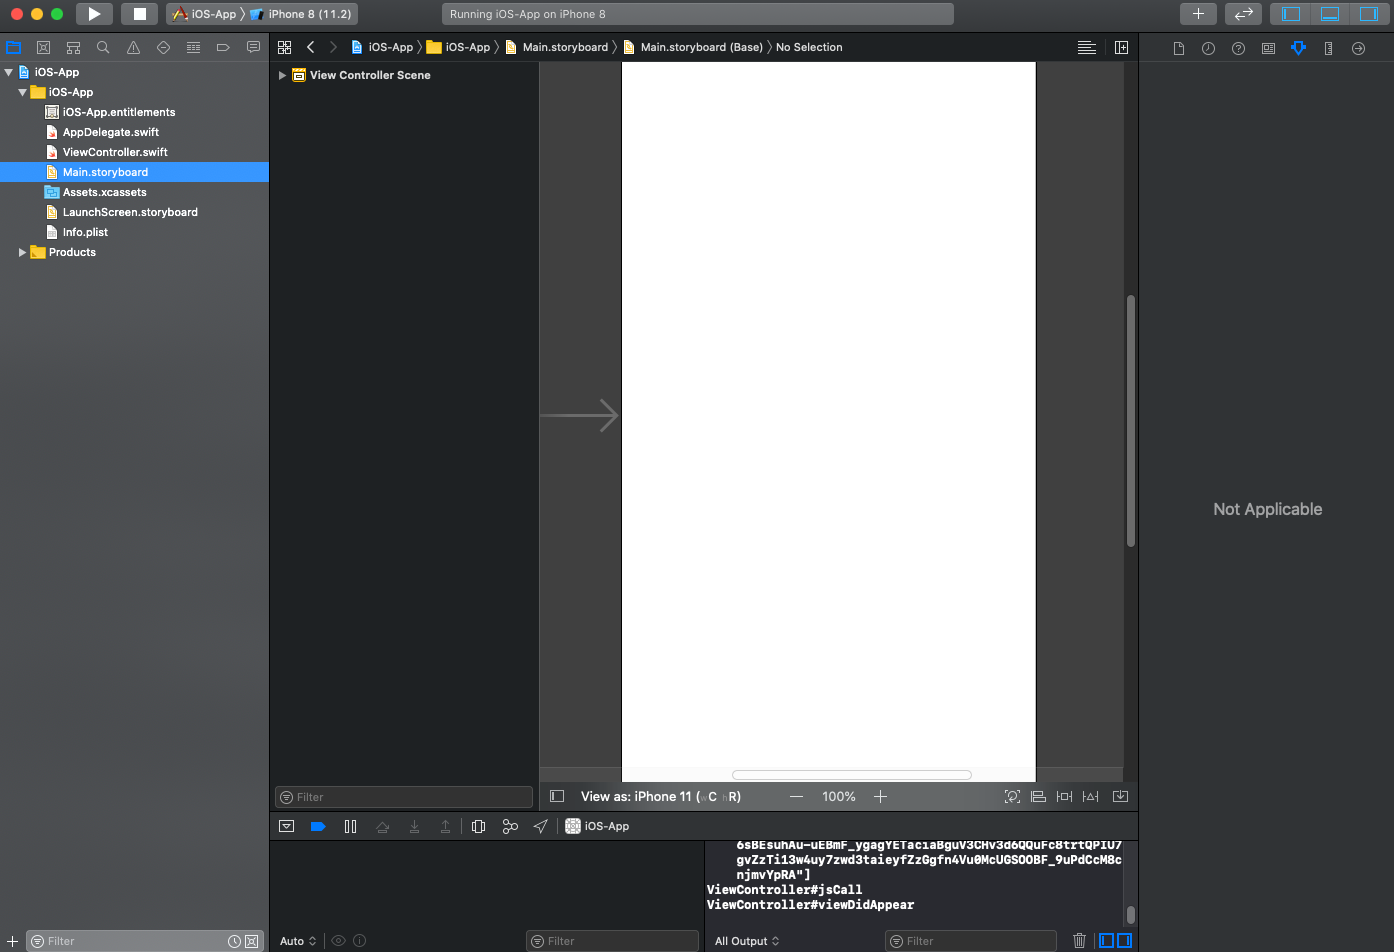 iOS-App iPhone 8 (11.2)
Running iOS-App on iPhone 8
iOS-App iOS-App Main.storyboard Main.storyboard (Base) No Selection
iOS-App
iOS-App
iOS-App.entitlements
AppDelegate.swift
ViewController.swift
Main.storyboard
Assets.xcassets
LaunchScreen.storyboard
Info.plist
Products
View Controller Scene
Not Applicable
Filter
View as: iPhone 11 (wC hR)
100%
iOS-App
6sBEsuhAu-uEBmF_ygagYETaciaBguV3CHv3d6QQuFc8trtQPIU7
gvZzTi13w4uy7zwd3taieyfZzGgfn4Vu0McUGSOOBF_9uPdCcM8c
njmvYpRA"]
ViewController#jsCall
ViewController#viewDidAppear
Filter
Auto
Filter
All Output
Filter